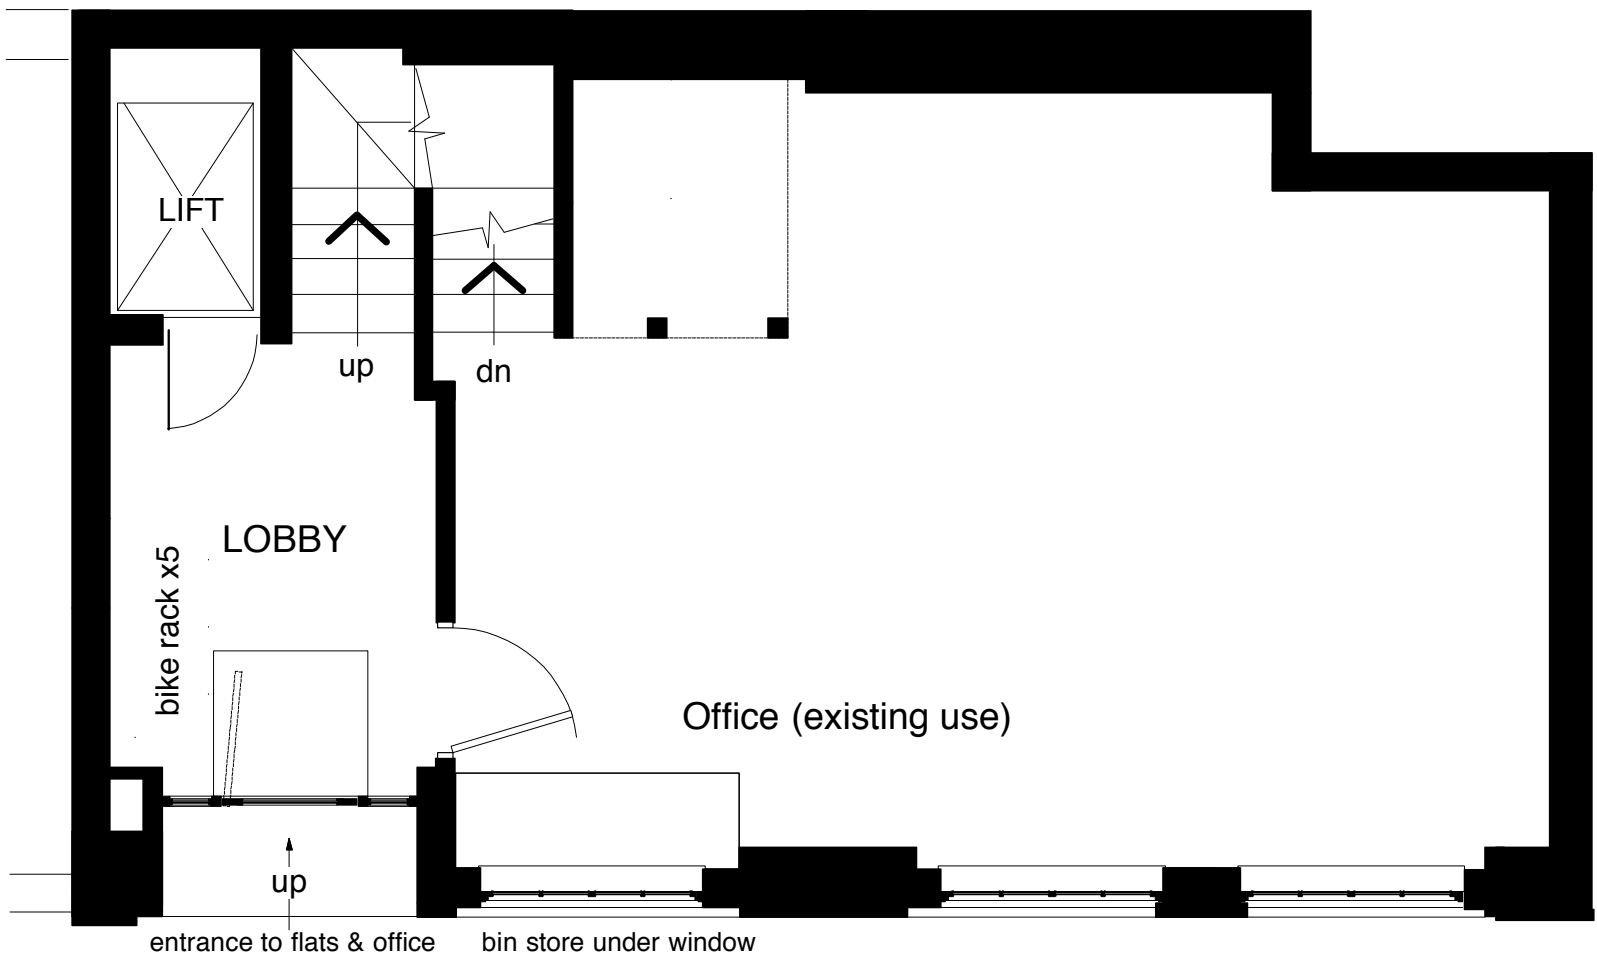 LIFT
up
dn
LOBBY
bike rack x5
Office (existing use)
up
entrance to flats & office
bin store under window